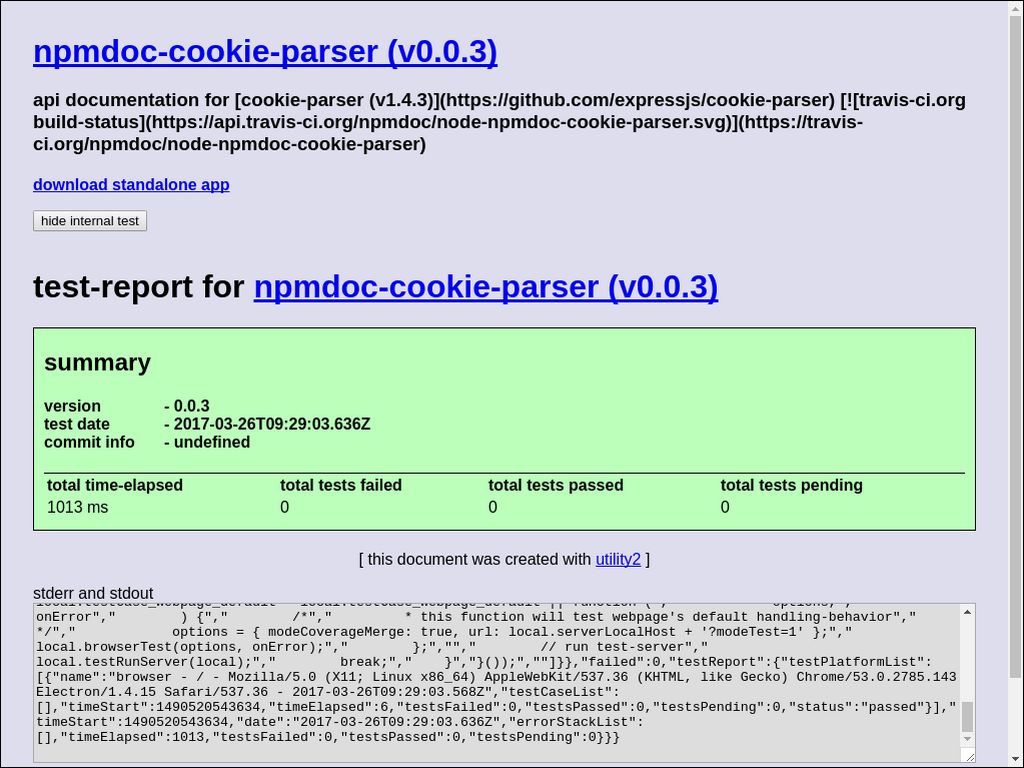 npmdoc-cookie-parser (v0.0.3)
api documentation for [cookie-parser (v1.4.3)](https://github.com/expressjs/cookie-parser) [![travis-ci.org
build-status](https://api.travis-ci.org/npmdoc/node-npmdoc-cookie-parser.svg)](https://travis-
ci.org/npmdoc/node-npmdoc-cookie-parser)
download standalone app
hide internal test
test-report for npmdoc-cookie-parser (v0.0.3)
summary
version - 0.0.3
test date - 2017-03-26T09:29:03.636Z
commit info - undefined
total time-elapsed total tests failed total tests passed total tests pending
1013 ms 0 0 0
[ this document was created with utility2 ]
stderr and stdout
onError","        ) {","        /*","         * this function will test webpage's default handling-behavior","
*/","            options = { modeCoverageMerge: true, url: local.serverLocalHost + '?modeTest=1' };","
local.browserTest(options, onError);","        };","","        // run test-server","
local.testRunServer(local);","        break;","    }","}());",""]}},"failed":0,"testReport":{"testPlatformList":
[{"name":"browser - / - Mozilla/5.0 (X11; Linux x86_64) AppleWebKit/537.36 (KHTML, like Gecko) Chrome/53.0.2785.143
Electron/1.4.15 Safari/537.36 - 2017-03-26T09:29:03.568Z","testCaseList":
[],"timeStart":1490520543634,"timeElapsed":6,"testsFailed":0,"testsPassed":0,"testsPending":0,"status":"passed"}],"
timeStart":1490520543634,"date":"2017-03-26T09:29:03.636Z","errorStackList":
[],"timeElapsed":1013,"testsFailed":0,"testsPassed":0,"testsPending":0}}}